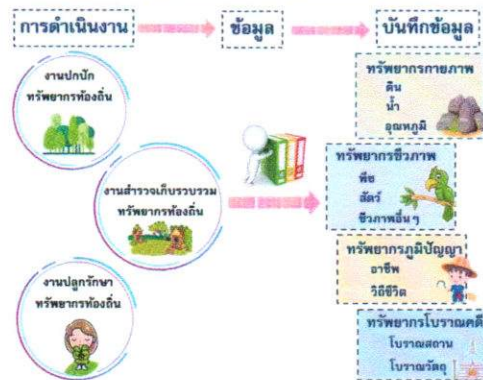 การดำเนินงาน
ข้อมูล
บันทึกข้อมูล
งานปกปัก
ทรัพยากรท้องถิ่น
งานสำรวจเก็บรวบรวม
ทรัพยากรท้องถิ่น
งานปลูกรักษา
ทรัพยากรท้องถิ่น
ทรัพยากรกายภาพ
ดิน
น้ำ
อุณหภูมิ
ทรัพยากรชีวภาพ
พืช
สัตว์
ชีวภาพอื่นๆ
ทรัพยากรภูมิปัญญา
อาชีพ
วิถีชีวิต
ทรัพยากรโบราณคดี
โบราณสถาน
โบราณวัตถุ